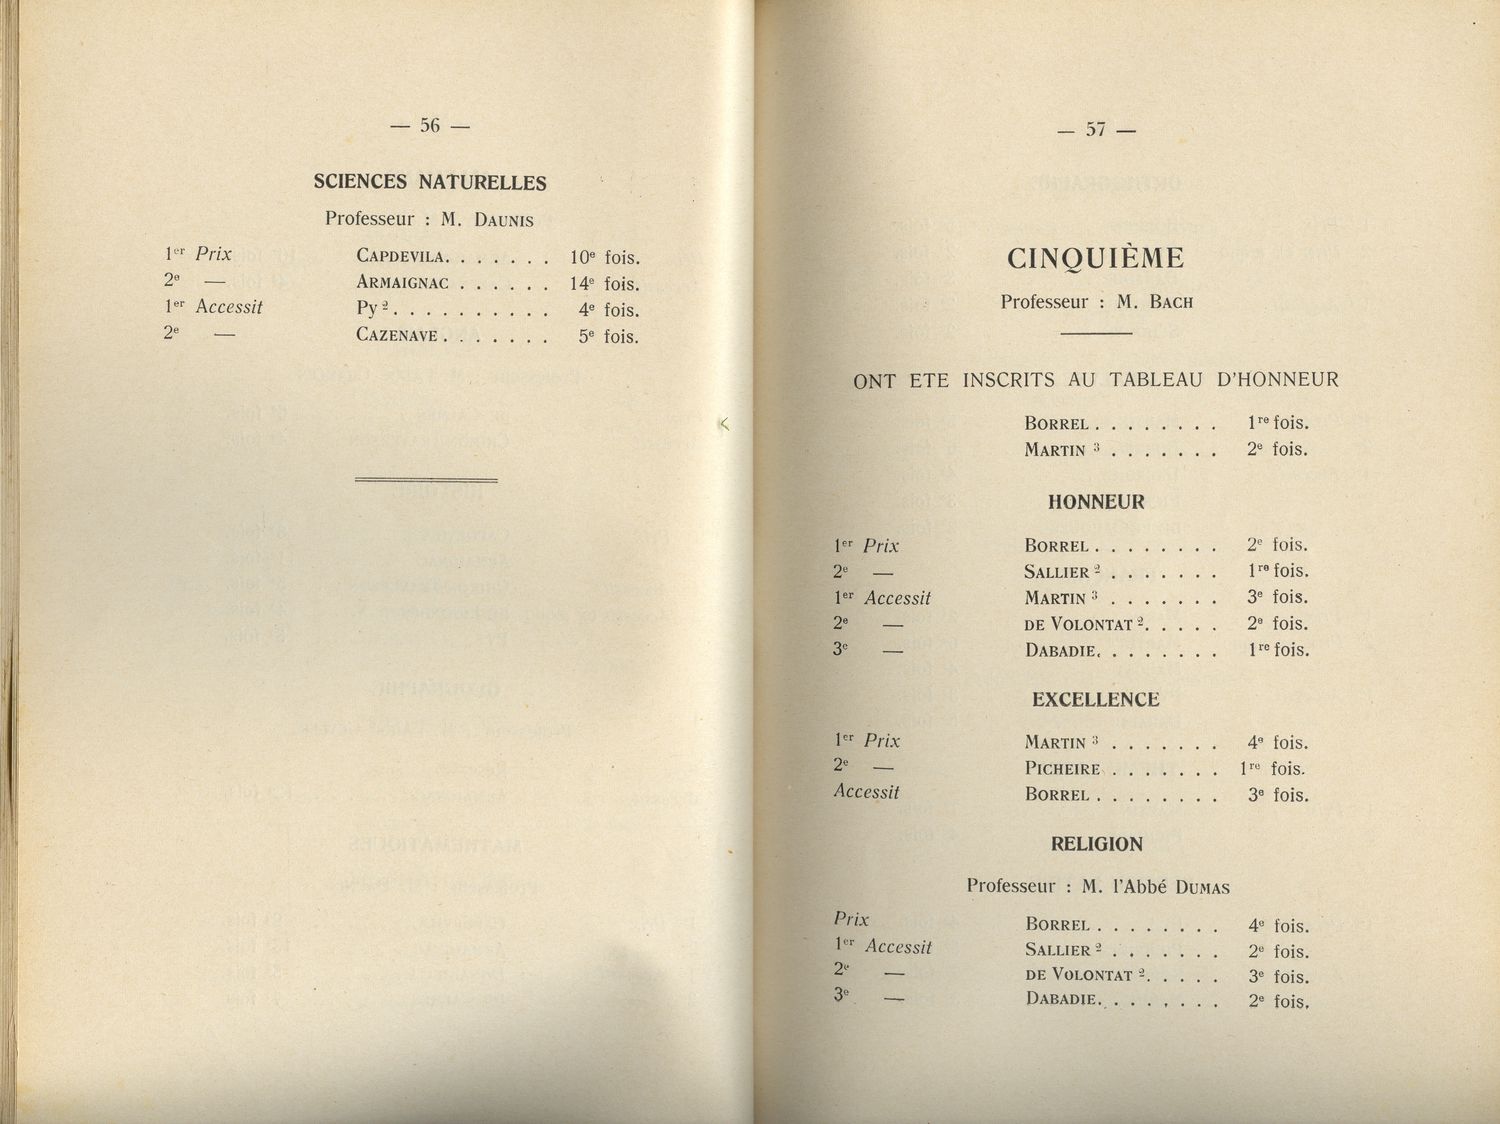 — 56 —
SCIENCES NATURELLES
Professeur : M. DAUNIS
1er Prix CAPDEVILA. . . . . . . 10e fois.
2e — ARMAIGNAC . . . . . . 14e fois.
1er Accessit Py 2. . . . . . . . . . 4e fois.
2e — CAZENAVE . . . . . . . 5e fois.
— 57 —
CINQUIÈME
Professeur : M. BACH
ONT ETE INSCRITS AU TABLEAU D'HONNEUR
BORREL . . . . . . . . 1re fois.
MARTIN 3 . . . . . . . 2e fois.
HONNEUR
1er Prix BORREL . . . . . . . . 2e fois.
2e — SALLIER 2 . . . . . . . 1re fois.
1er Accessit MARTIN 3 . . . . . . . 3e fois.
2e — DE VOLONTAT 2. . . . . 2e fois.
3e — DABADIE. . . . . . . . 1re fois.
EXCELLENCE
1er Prix MARTIN 3 . . . . . . . 4e fois.
2e — PICHEIRE . . . . . . . 1re fois.
Accessit BORREL . . . . . . . . 3e fois.
RELIGION
Professeur : M. l'Abbé DUMAS
Prix BORREL . . . . . . . . 4e fois.
1er Accessit SALLIER 2 . . . . . . . 2e fois.
2e — DE VOLONTAT 2. . . . . 3e fois.
3e — DABADIE. . . . . . . . 2e fois.